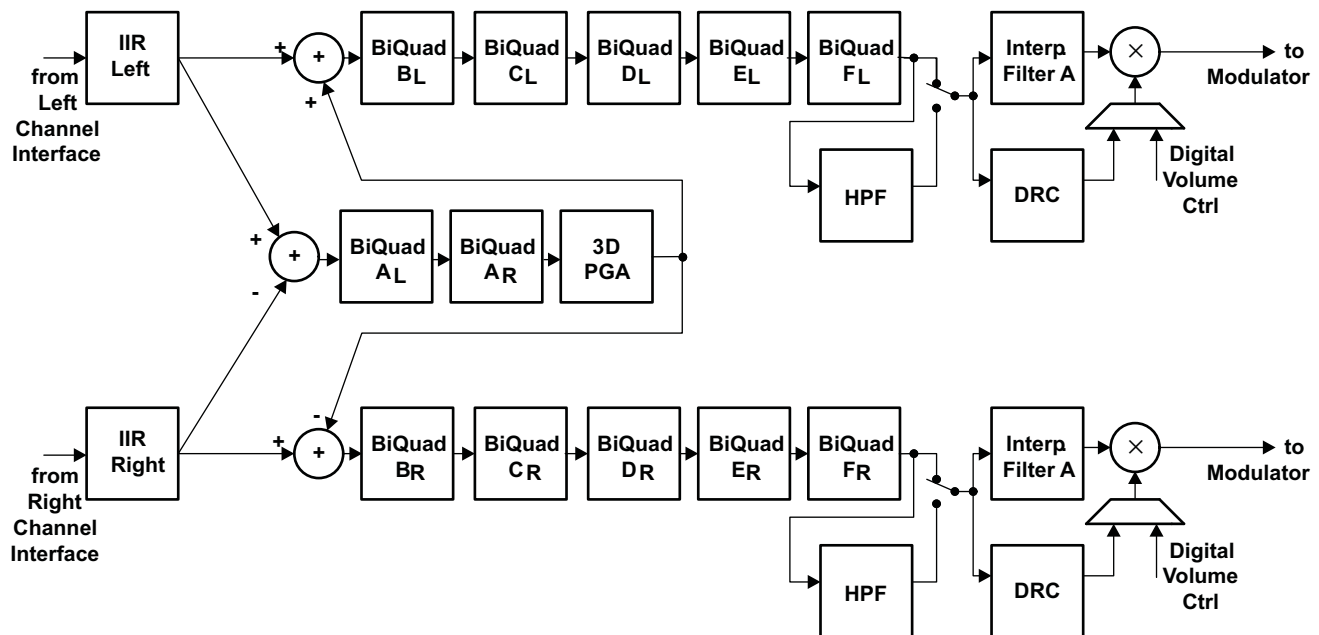 IIR
Left
from
Left
Channel
Interface
+
+
+
BiQuad
BL
BiQuad
CL
BiQuad
DL
BiQuad
EL
BiQuad
FL
HPF
Interp.
Filter A
DRC
×
to
Modulator
Digital
Volume
Ctrl
+
-
+
BiQuad
AL
BiQuad
AR
3D
PGA
IIR
Right
from
Right
Channel
Interface
-
+
+
BiQuad
BR
BiQuad
CR
BiQuad
DR
BiQuad
ER
BiQuad
FR
HPF
Interp.
Filter A
DRC
×
to
Modulator
Digital
Volume
Ctrl